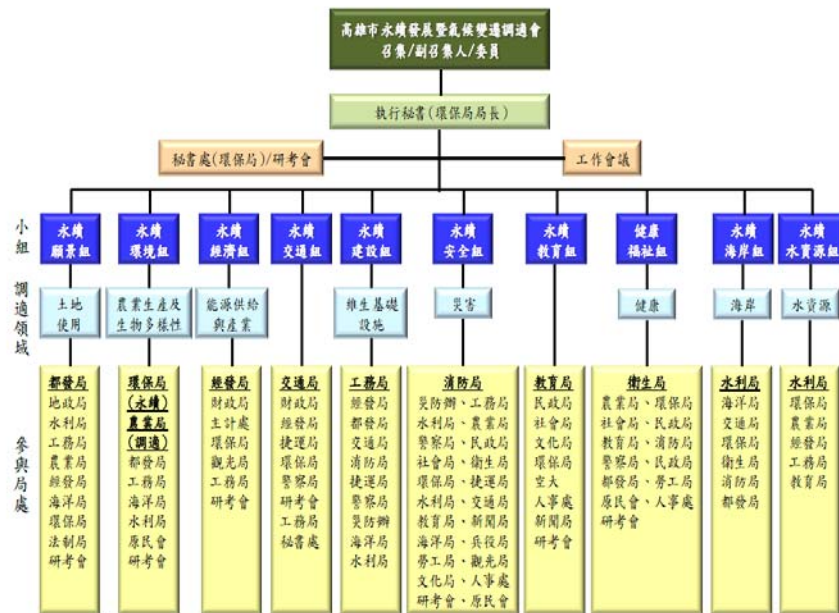 高雄市永續發展暨氣候變遷調適會
召集/副召集人/委員
執行秘書(環保局局長)
秘書處(環保局)/研考會
工作會議
小組
永續
願景組
永續
環境組
永續
經濟組
永續
交通組
永續
建設組
永續
安全組
永續
教育組
健康
福祉組
永續
海岸組
永續
水資源組
調適領域
土地
使用
農業生產及
生物多樣性
能源供給
與產業
維生基礎
設施
災害
健康
海岸
水資源
參與局處
都發局
地政局
水利局
工務局
農業局
經發局
海洋局
環保局
法制局
研考會
環保局
(永續)
農業局
(調適)
都發局
工務局
海洋局
水利局
原民會
研考會
經發局
財政局
主計處
環保局
觀光局
工務局
研考會
交通局
財政局
經發局
捷運局
環保局
警察局
研考會
工務局
秘書處
工務局
經發局
都發局
交通局
消防局
捷運局
警察局
災防辦
海洋局
水利局
消防局
災防辦、工務局
水利局、農業局
警察局、民政局
社會局、衛生局
環保局、捷運局
水利局、交通局
教育局、新聞局
海洋局、兵役局
勞工局、觀光局
文化局、人事處
研考會、原民會
教育局
民政局
社會局
文化局
環保局
空大
人事處
新聞局
研考會
衛生局
農業局、環保局
社會局、民政局
教育局、消防局
警察局、民政局
都發局、勞工局
原民會、人事處
研考會
水利局
海洋局
交通局
環保局
衛生局
消防局
都發局
水利局
環保局
農業局
經發局
工務局
教育局